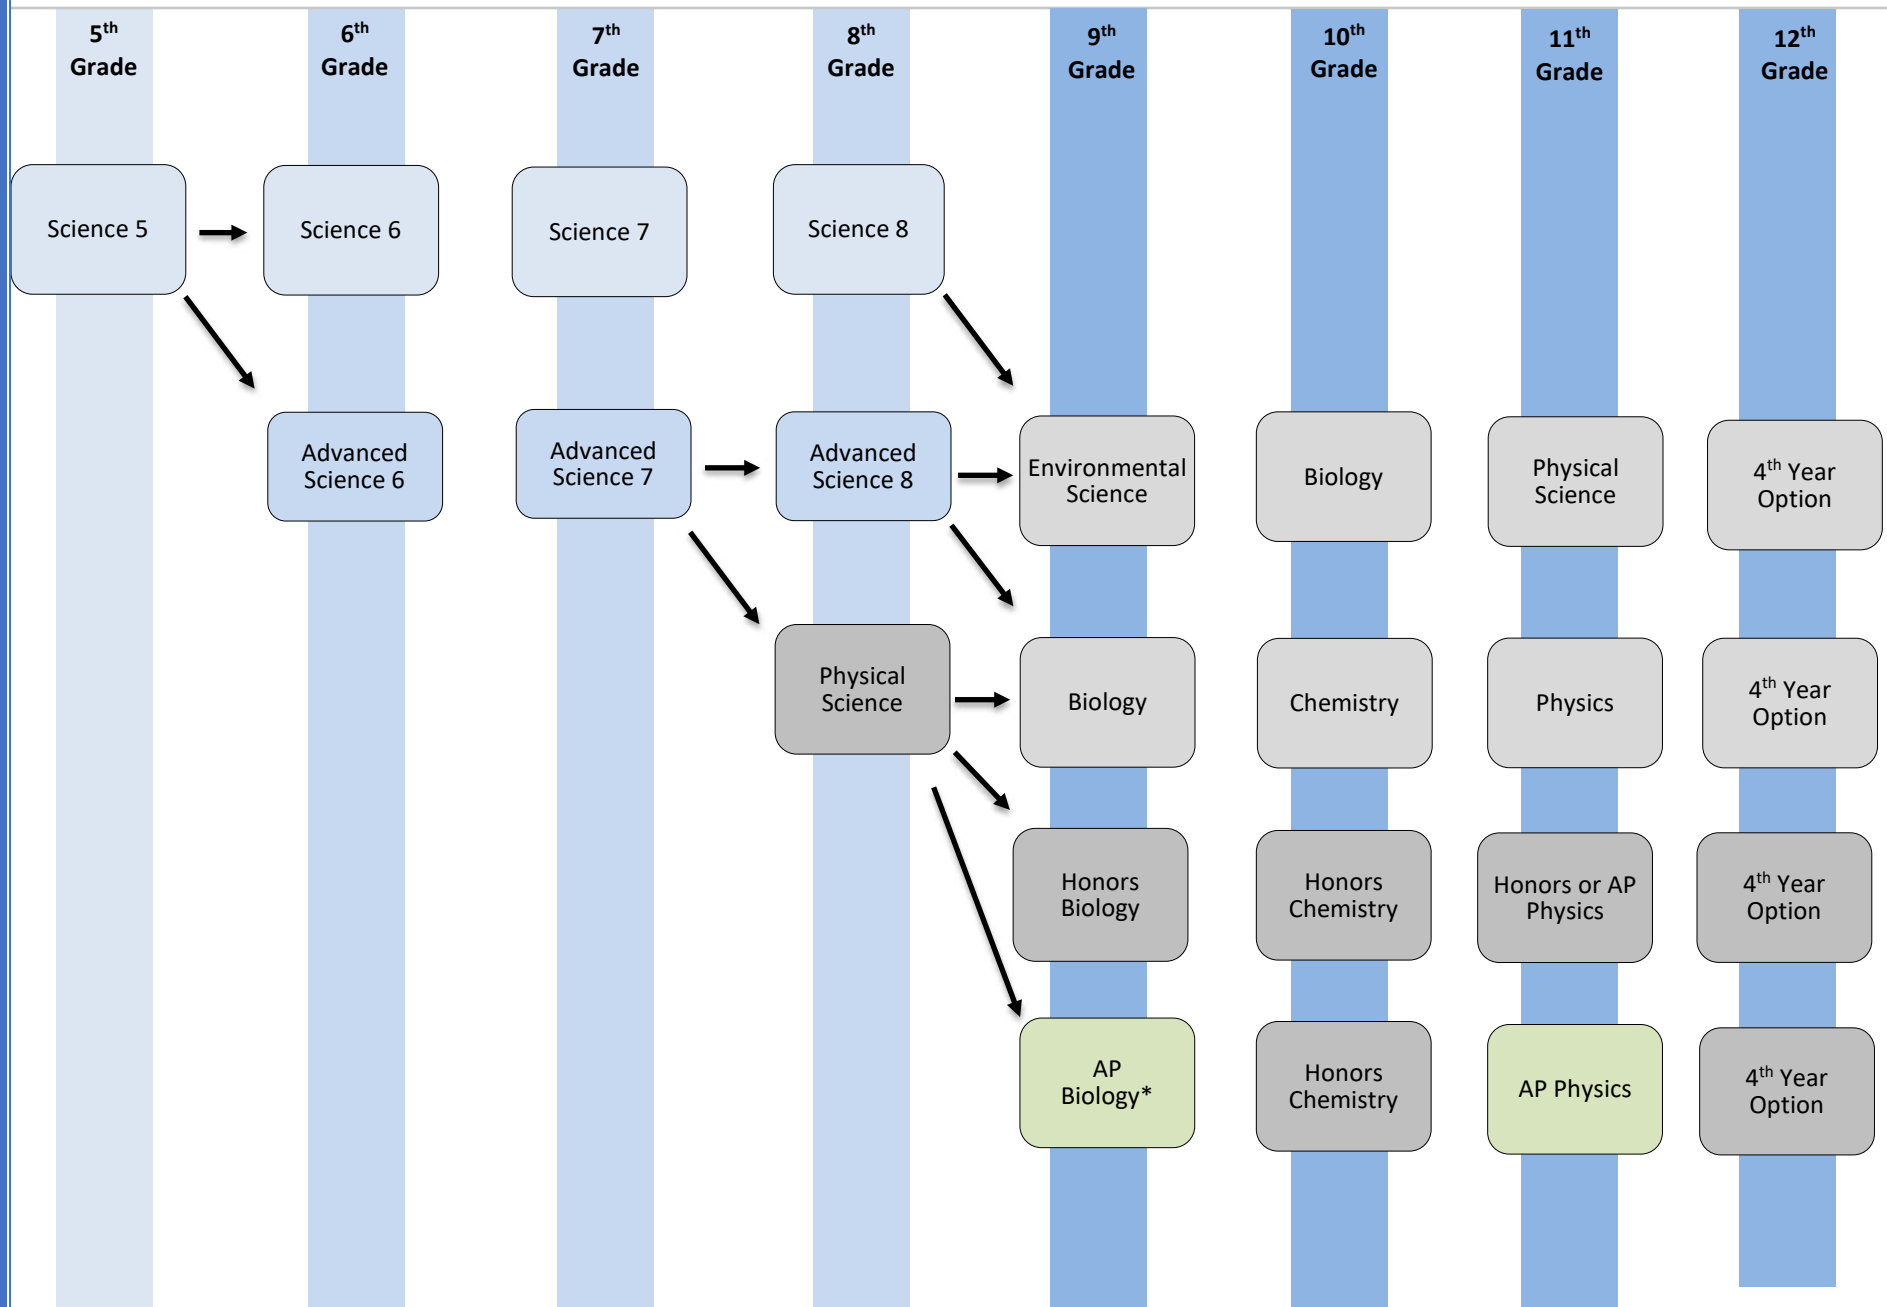 5th
Grade
6th
Grade
7th
Grade
8th
Grade
9th
Grade
10th
Grade
11th
Grade
12th
Grade
Science 5
Science 6
Science 7
Science 8
Advanced
Science 6
Advanced
Science 7
Advanced
Science 8
Environmental
Science
Biology
Physical
Science
4th Year
Option
Physical
Science
Biology
Chemistry
Physics
4th Year
Option
Honors
Biology
Honors
Chemistry
Honors or AP
Physics
4th Year
Option
AP
Biology*
Honors
Chemistry
AP Physics
4th Year
Option